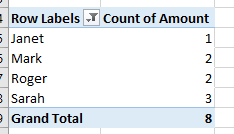 Row Labels Count of Amount
Janet 1
Mark 2
Roger 2
Sarah 3
Grand Total 8